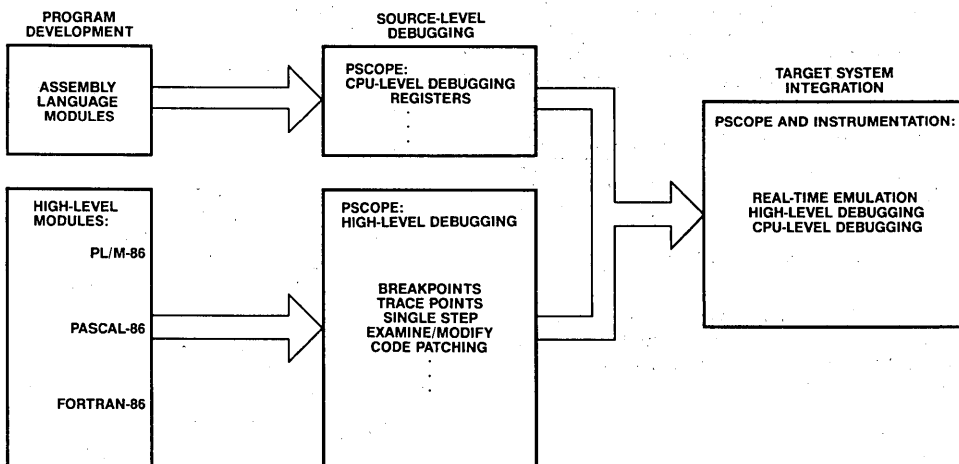 PROGRAM
DEVELOPMENT
ASSEMBLY
LANGUAGE
MODULES
HIGH-LEVEL
MODULES:
PL/M-86
PASCAL-86
FORTRAN-86
SOURCE-LEVEL
DEBUGGING
PSCOPE:
CPU-LEVEL DEBUGGING
REGISTERS
.
.
.
PSCOPE:
HIGH-LEVEL DEBUGGING
BREAKPOINTS
TRACE POINTS
SINGLE STEP
EXAMINE/MODIFY
CODE PATCHING
.
.
.
TARGET SYSTEM
INTEGRATION
PSCOPE AND INSTRUMENTATION:
REAL-TIME EMULATION
HIGH-LEVEL DEBUGGING
CPU-LEVEL DEBUGGING